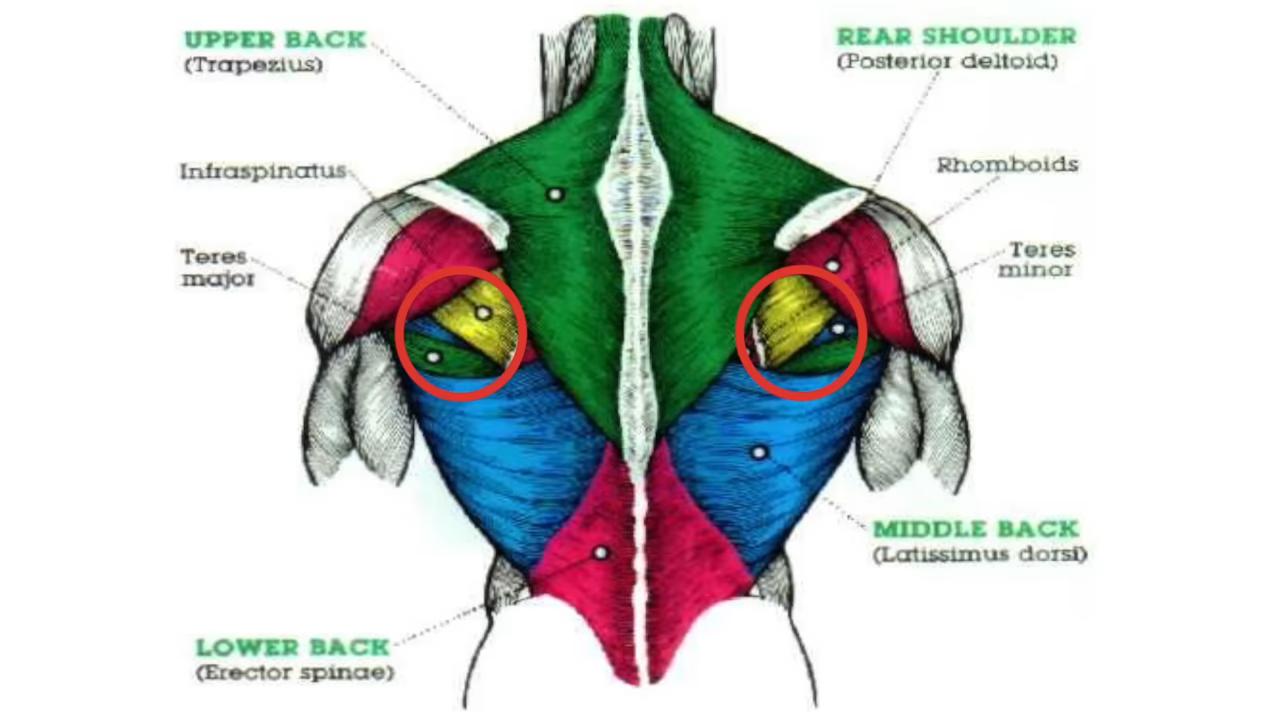 UPPER BACK
(Trapezius)
REAR SHOULDER
(Posterior deltoid)
Infraspinatus
Rhomboids
Teres
major
Teres
minor
MIDDLE BACK
(Latissimus dorsi)
LOWER BACK
(Erector spinae)